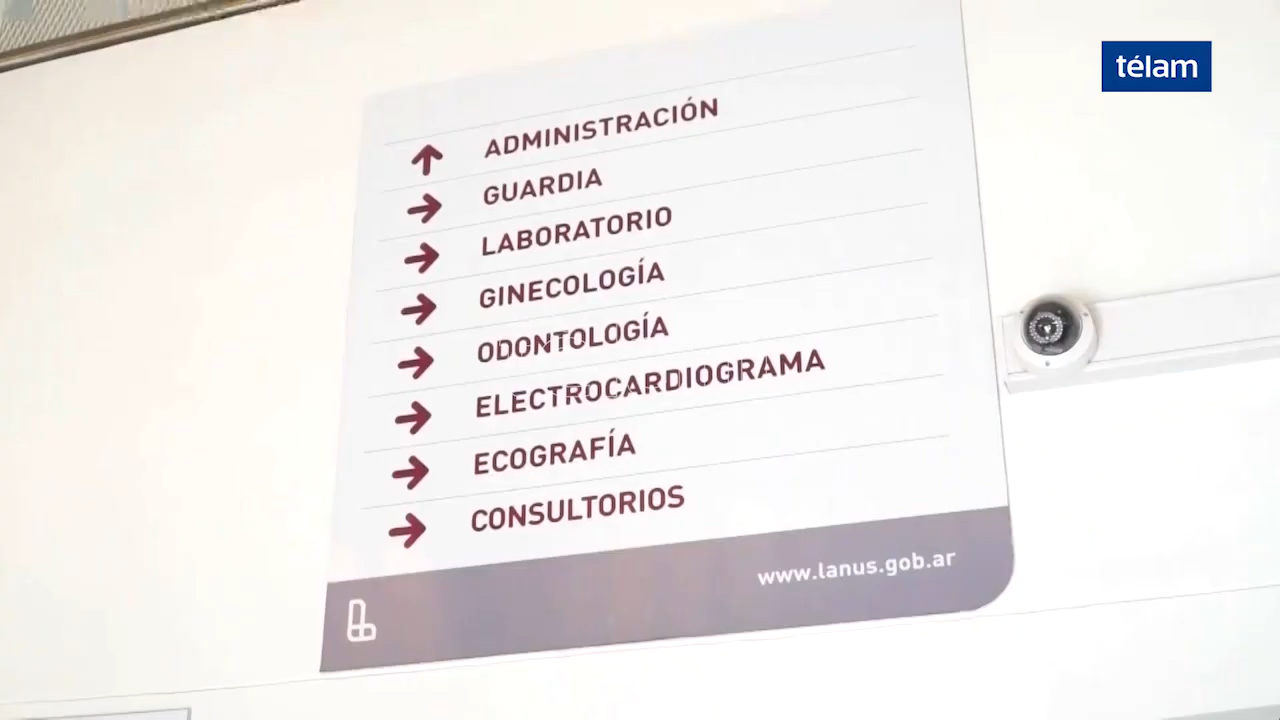 télam
ADMINISTRACIÓN
GUARDIA
LABORATORIO
GINECOLOGÍA
ODONTOLOGÍA
ELECTROCARDIOGRAMA
ECOGRAFÍA
CONSULTORIOS
www.lanus.gob.ar